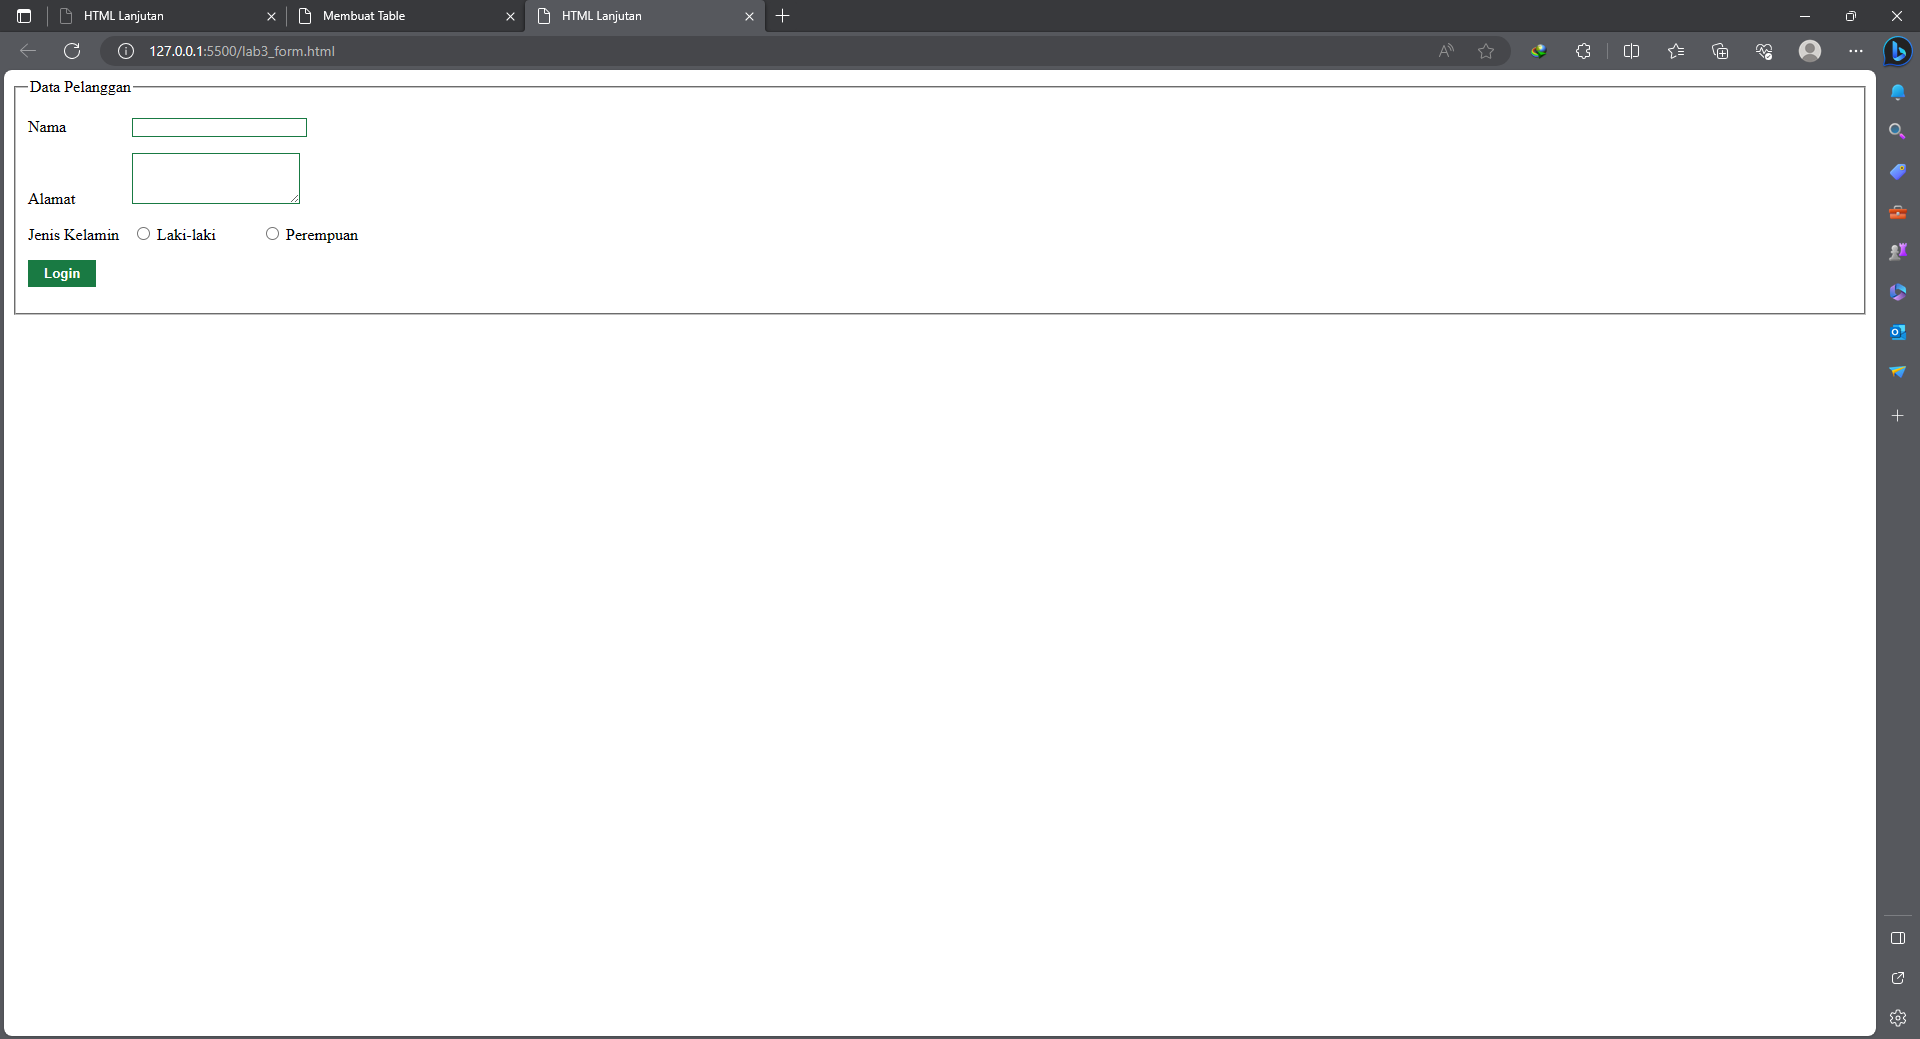 HTML Lanjutan
Membuat Table
HTML Lanjutan
127.0.0.1:5500/lab3_form.html
Data Pelanggan
Nama
Alamat
Jenis Kelamin Laki-laki Perempuan
Login